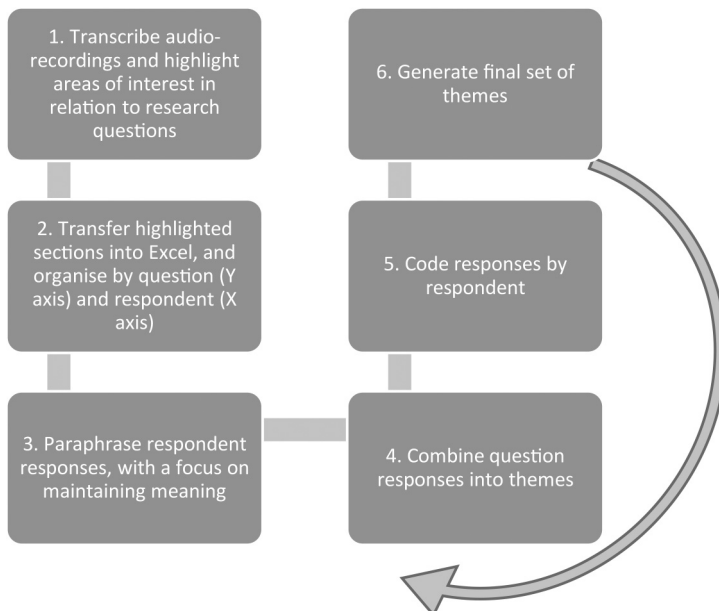 1. Transcribe audio-
recordings and highlight
areas of interest in
relation to research
questions
2. Transfer highlighted
sections into Excel, and
organise by question (Y
axis) and respondent (X
axis)
3. Paraphrase respondent
responses, with a focus on
maintaining meaning
4. Combine question
responses into themes
5. Code responses by
respondent
6. Generate final set of
themes